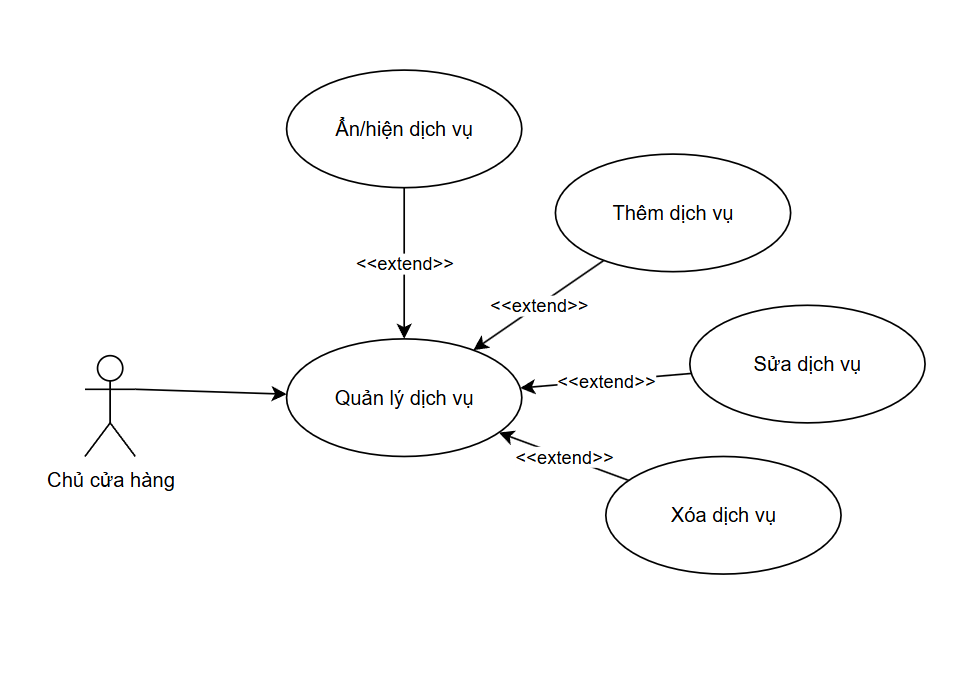 Ẩn/hiện dịch vụ
Thêm dịch vụ
<<extend>>
<<extend>>
Sửa dịch vụ
<<extend>>
Quản lý dịch vụ
<<extend>>
Chủ cửa hàng
Xóa dịch vụ